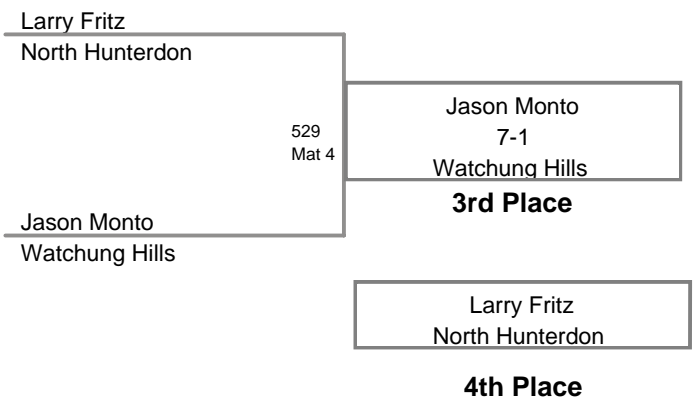 Larry Fritz
North Hunterdon
529
Mat 4
Jason Monto
7-1
Watchung Hills
3rd Place
Jason Monto
Watchung Hills
Larry Fritz
North Hunterdon
4th Place